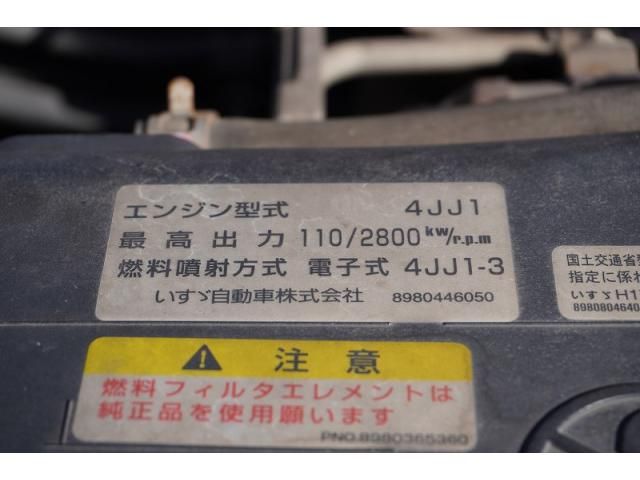 エンジン型式 4JJ1
最高出力 110/2800 kw/r.p.m
燃料噴射方式 電子式 4JJ1-3
いすゞ自動車株式会社 8980446050
国土交通省
指定に係
いすゞH1
8980804640
注意
燃料フィルタエレメントは
純正品を使用願います
PNO.8980365360